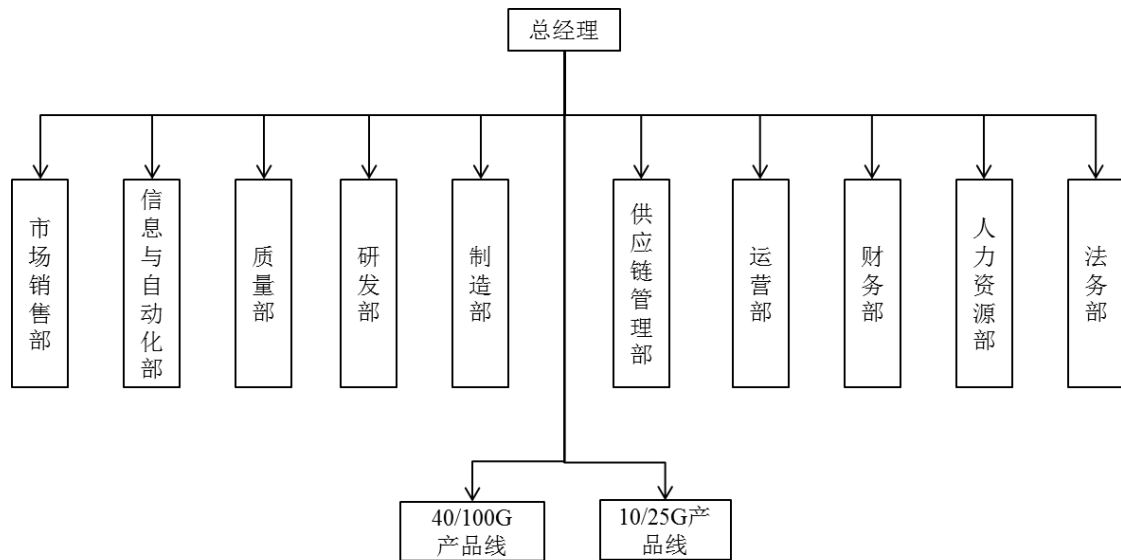 总经理
市场销售部
信息与自动化部
质量部
研发部
制造部
供应链管理部
运营部
财务部
人力资源部
法务部
40/100G
产品线
10/25G产
品线